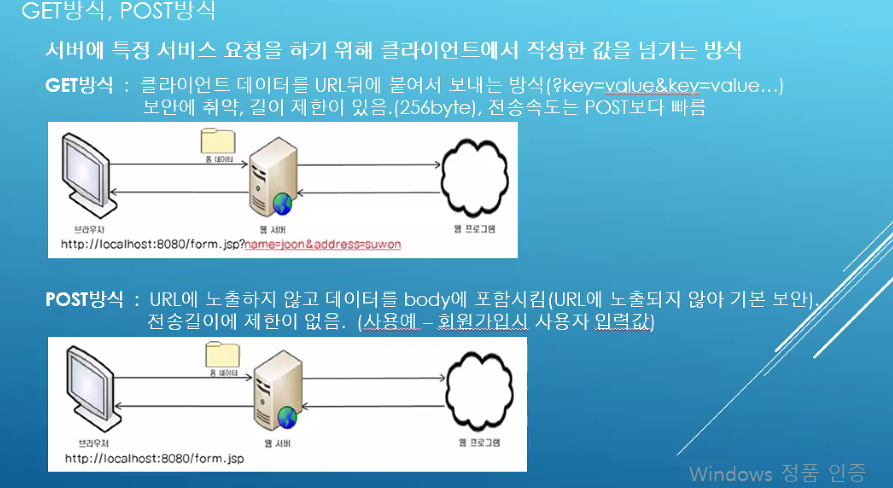 GET방식, POST방식
서버에 특정 서비스 요청을 하기 위해 클라이언트에서 작성한 값을 넘기는 방식
GET방식 : 클라이언트 데이터를 URL뒤에 붙여서 보내는 방식(?key=value&key=value…)
보안에 취약, 길이 제한이 있음.(256byte), 전송속도는 POST보다 빠름
폼 데이터
브라우저
웹 서버
웹 프로그램
http://localhost:8080/form.jsp?name=joon&address=suwon
POST방식 : URL에 노출하지 않고 데이터를 body에 포함시킴(URL에 노출되지 않아 기본 보안).
전송길이에 제한이 없음. (사용예 – 회원가입시 사용자 입력값)
폼 데이터
브라우저
웹 서버
웹 프로그램
http://localhost:8080/form.jsp
Windows 정품 인증